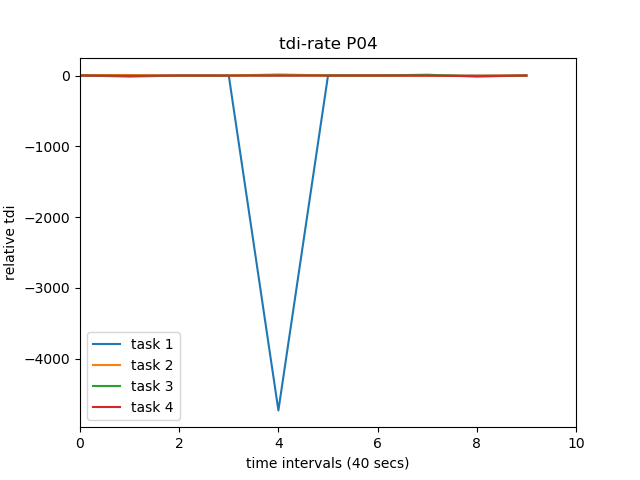 tdi-rate P04
relative tdi
0
−1000
−2000
−3000
−4000
task 1
task 2
task 3
task 4
0 2 4 6 8 10
time intervals (40 secs)